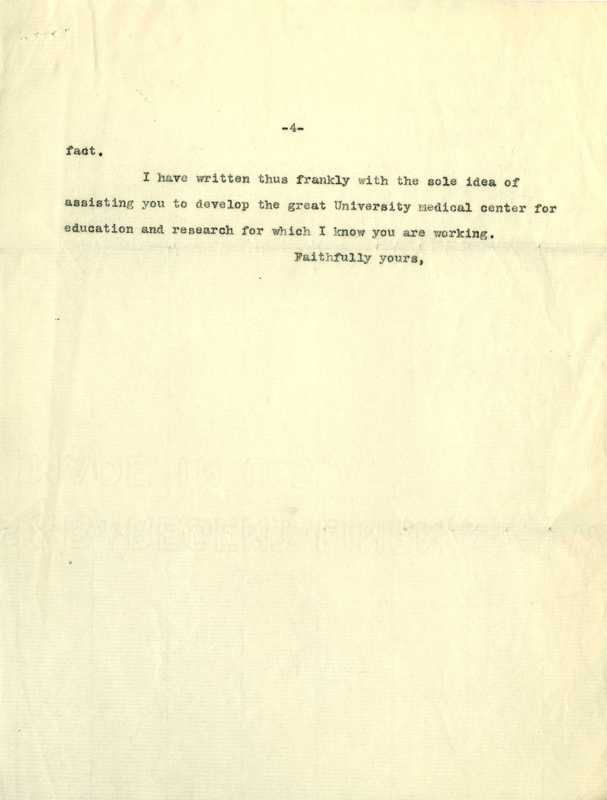 -4-
fact.
I have written thus frankly with the sole idea of
assisting you to develop the great University medical center for
education and research for which I know you are working.
Faithfully yours,